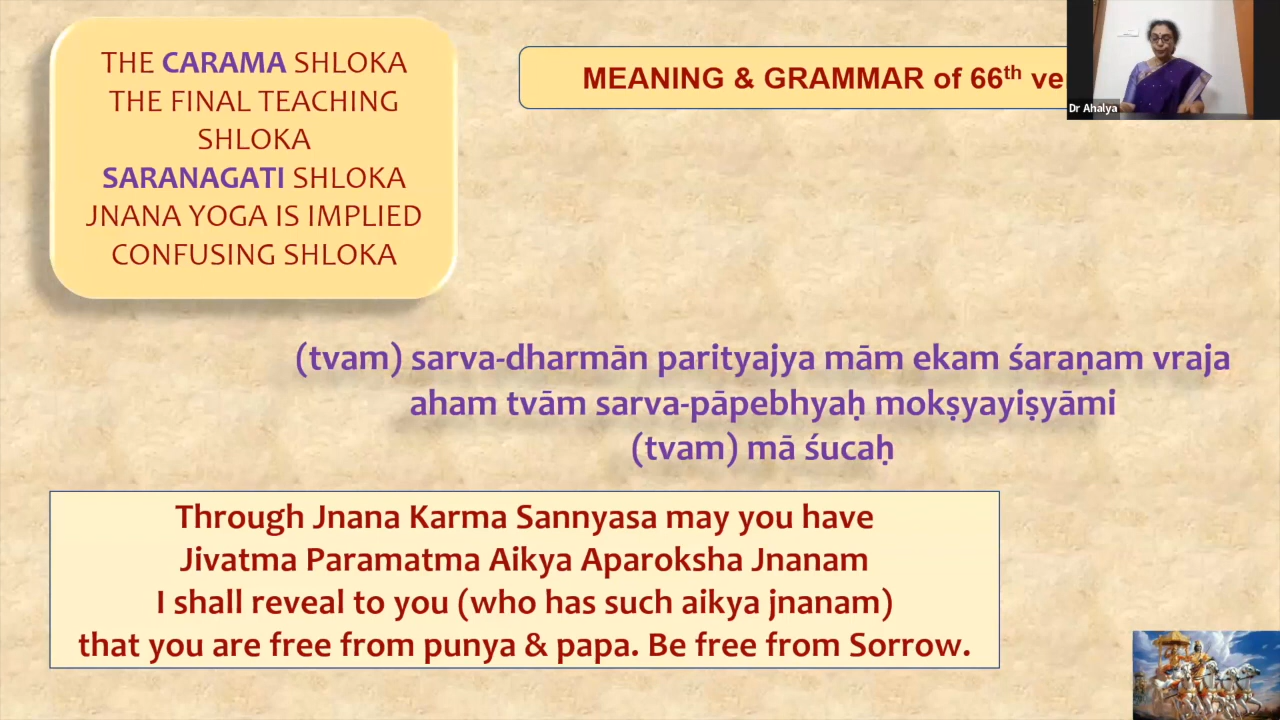 THE CARAMA SHLOKA
THE FINAL TEACHING
SHLOKA
SARANAGATI SHLOKA
JNANA YOGA IS IMPLIED
CONFUSING SHLOKA
MEANING & GRAMMAR of 66th
Dr Ahalya
(tvam) sarva-dharmān parityajya mām ekam śaraṇam vraja
aham tvām sarva-pāpebhyaḥ mokṣyayiṣyāmi
(tvam) mā śucaḥ
Through Jnana Karma Sannyasa may you have
Jivatma Paramatma Aikya Aparoksha Jnanam
I shall reveal to you (who has such aikya jnanam)
that you are free from punya & papa. Be free from Sorrow.